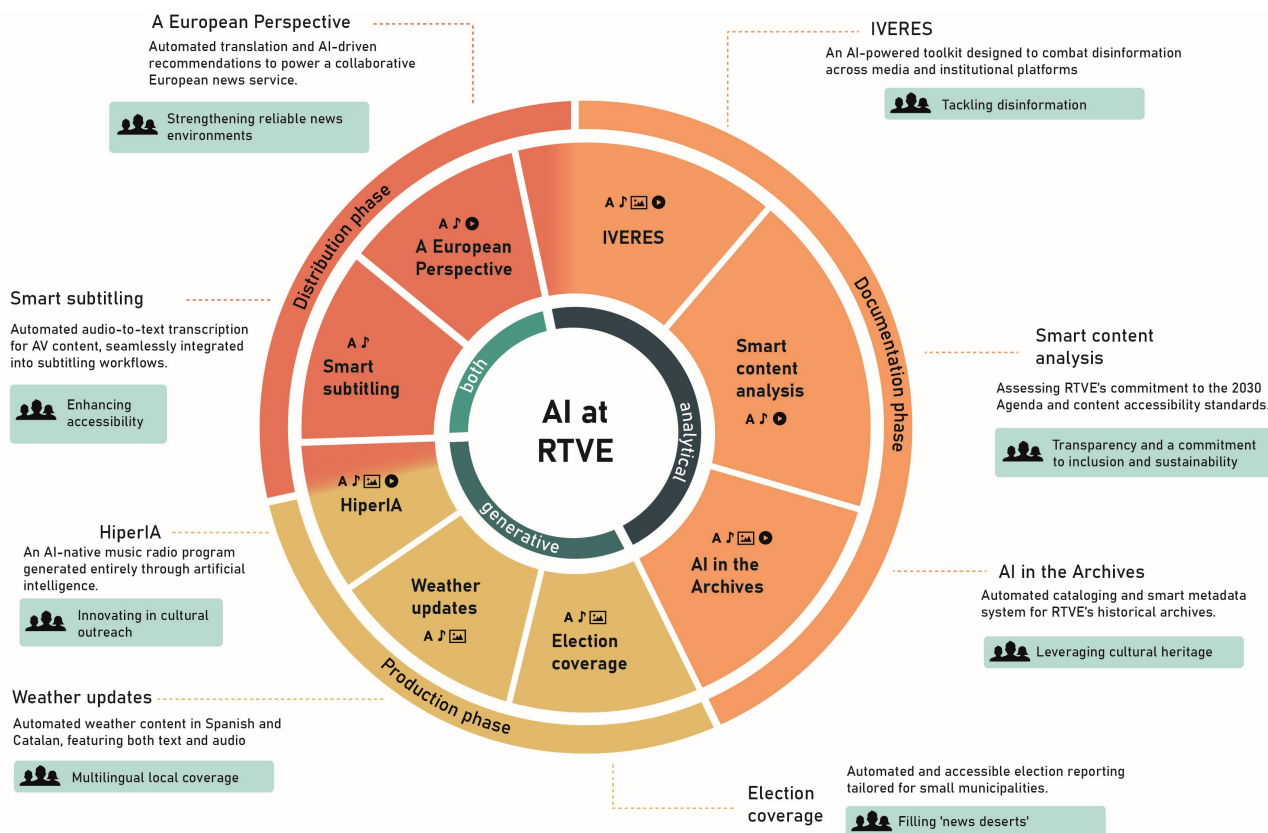 A European Perspective
Automated translation and AI-driven
recommendations to power a collaborative
European news service.
Strengthening reliable news
environments
IVERES
An AI-powered toolkit designed to combat disinformation
across media and institutional platforms
Tackling disinformation
Smart subtitling
Automated audio-to-text transcription
for AV content, seamlessly integrated
into subtitling workflows.
Enhancing
accessibility
Smart content
analysis
Assessing RTVE's commitment to the 2030
Agenda and content accessibility standards.
Transparency and a commitment
to inclusion and sustainability
HiperIA
An AI-native music radio program
generated entirely through artificial
intelligence.
Innovating in cultural
outreach
AI in the Archives
Automated cataloging and smart metadata
system for RTVE's historical archives.
Leveraging cultural heritage
Weather updates
Automated weather content in Spanish and
Catalan, featuring both text and audio
Multilingual local coverage
Election
coverage
Automated and accessible election reporting
tailored for small municipalities.
Filling 'news deserts'
Distribution phase
Documentation phase
Production phase
A
A European
Perspective
A
IVERES
A
Smart
subtitling
Smart
content
analysis
A
A
HiperIA
A
AI in the
Archives
Weather
updates
A
A
Election
coverage
both
analytical
generative
AI at
RTVE